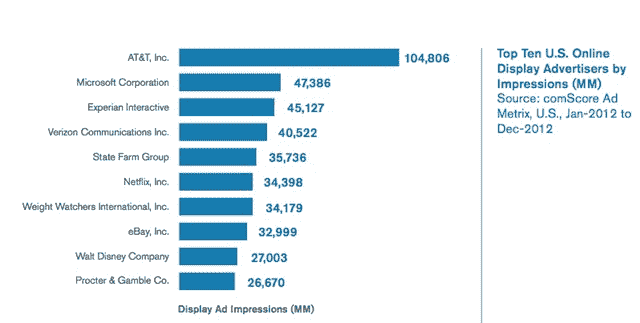 AT&T, Inc. 104,806
Microsoft Corporation 47,386
Experian Interactive 45,127
Verizon Communications Inc. 40,522
State Farm Group 35,736
Netflix, Inc. 34,398
Weight Watchers International, Inc. 34,179
eBay, Inc. 32,999
Walt Disney Company 27,003
Procter & Gamble Co. 26,670
Display Ad Impressions (MM)
Top Ten U.S. Online
Display Advertisers by
Impressions (MM)
Source: comScore Ad
Metrix, U.S., Jan-2012 to
Dec-2012